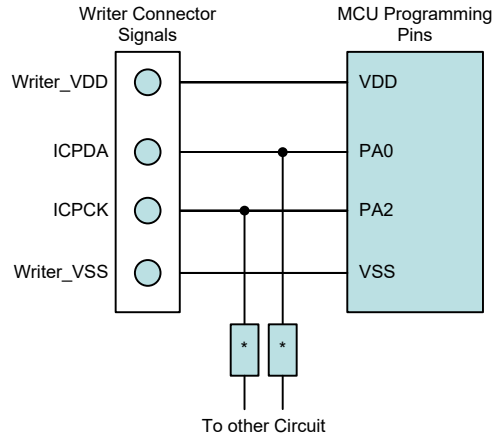 Writer Connector
Signals
MCU Programming
Pins
Writer_VDD
VDD
ICPDA
PA0
ICPCK
PA2
Writer_VSS
VSS
* *
To other Circuit